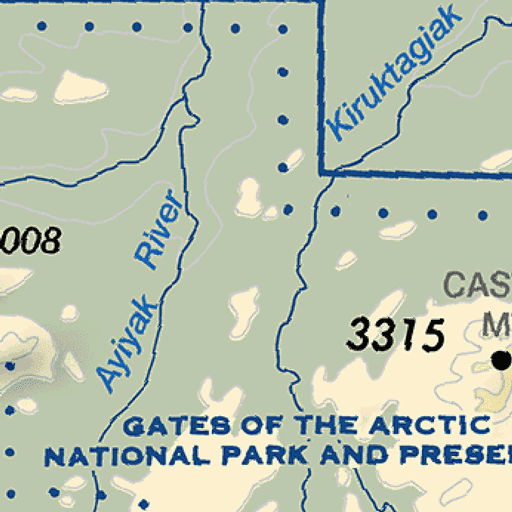 Kiruktagiak
Ayiyak River
008
CAS
M
3315
GATES OF THE ARCTIC
NATIONAL PARK AND PRESE